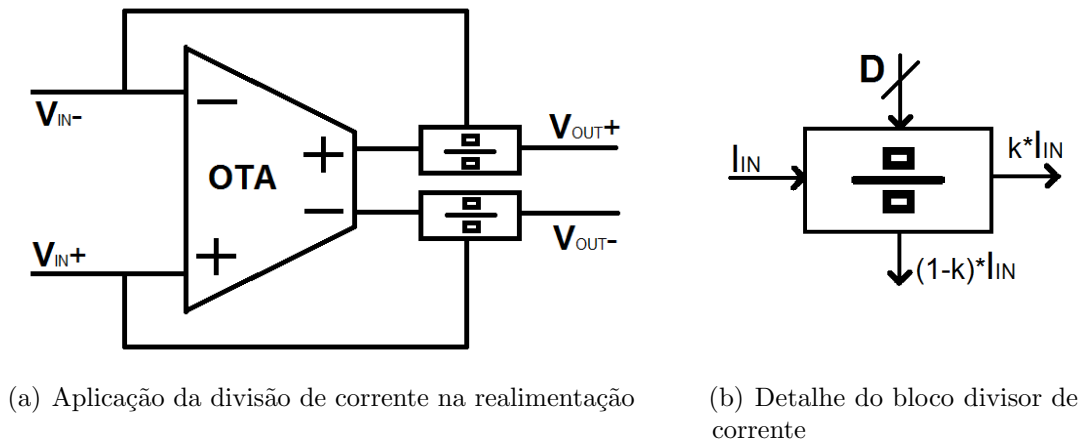 VIN-
VIN+
OTA
VOUT+
VOUT-
D
IIN
k*IIN
(1-k)*IIN
(a) Aplicação da divisão de corrente na realimentação
(b) Detalhe do bloco divisor de
corrente